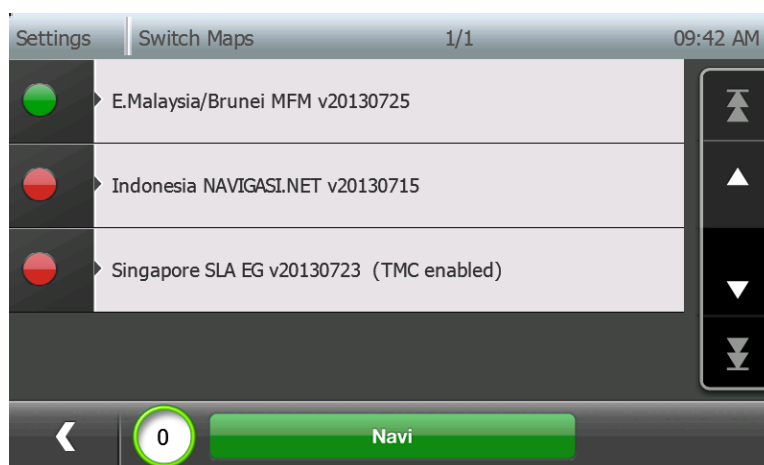 Settings Switch Maps 1/1 09:42 AM
E.Malaysia/Brunei MFM v20130725
Indonesia NAVIGASI.NET v20130715
Singapore SLA EG v20130723 (TMC enabled)
0 Navi